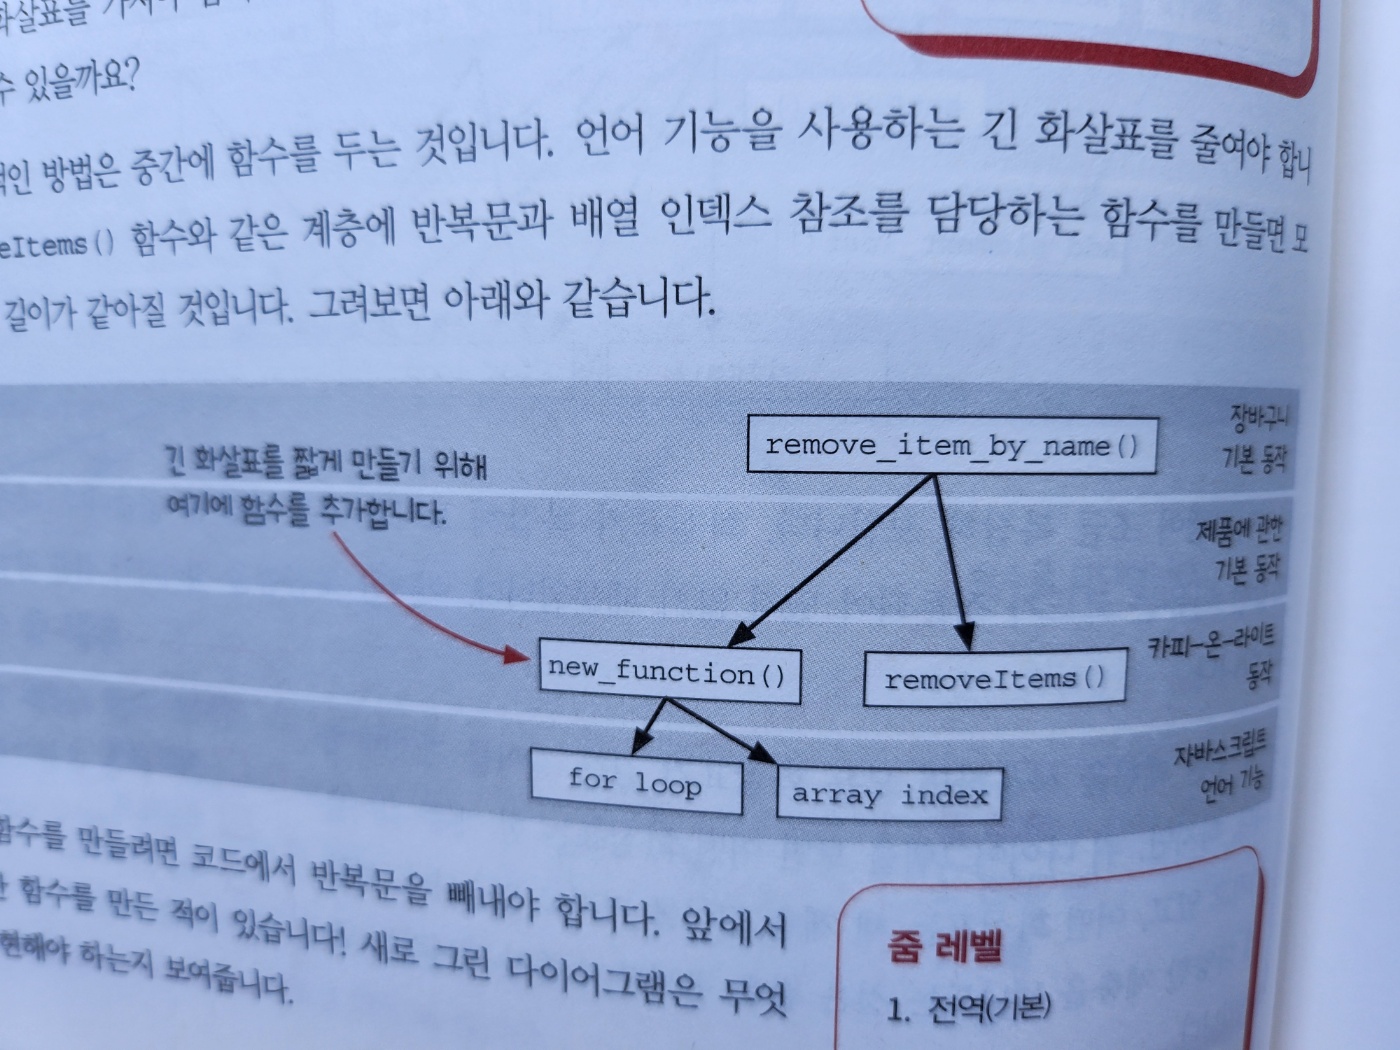 수 있을까요?
방법은 중간에 함수를 두는 것입니다. 언어 기능을 사용하는 긴 화살표를 줄여야 합니
eItems() 함수와 같은 계층에 반복문과 배열 인덱스 참조를 담당하는 함수를 만들면 모
길이가 같아질 것입니다. 그려보면 아래와 같습니다.
긴 화살표를 짧게 만들기 위해
여기에 함수를 추가합니다.
remove_item_by_name()
장바구니
기본 동작
제품에 관한
기본 동작
new_function()
removeItems()
카피-온-라이트
동작
for loop
array index
자바스크립트
언어 기능
함수를 만들려면 코드에서 반복문을 빼내야 합니다. 앞에서
함수를 만든 적이 있습니다! 새로 그린 다이어그램은 무엇
현해야 하는지 보여줍니다.
줌 레벨
1. 전역(기본)